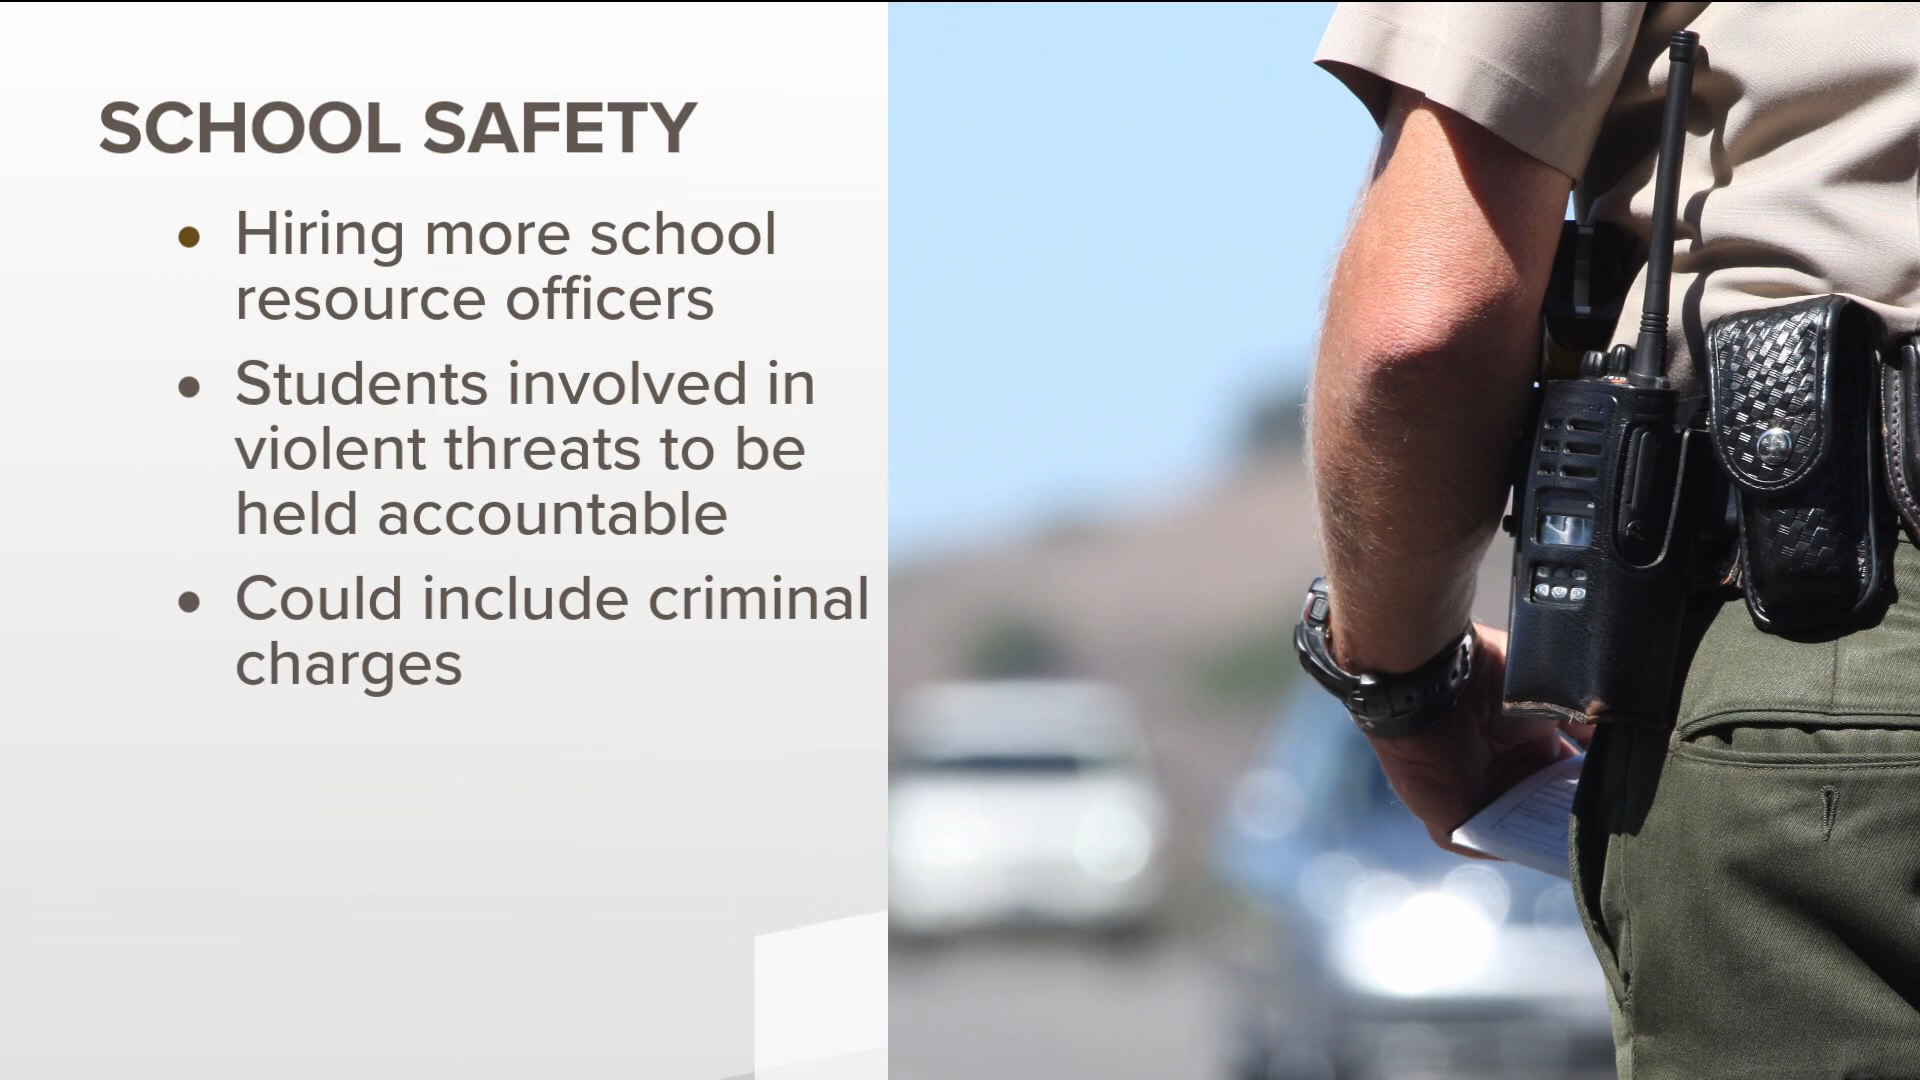 SCHOOL SAFETY
• Hiring more school
resource officers
• Students involved in
violent threats to be
held accountable
• Could include criminal
charges